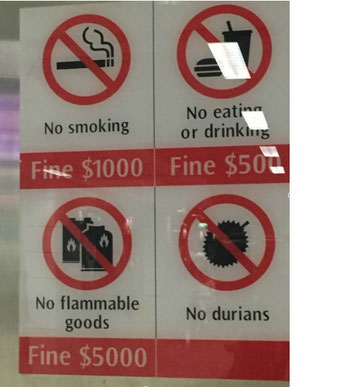 No smoking
No eating
or drinking
Fine $1000
Fine $500
No flammable
goods
No durians
Fine $5000